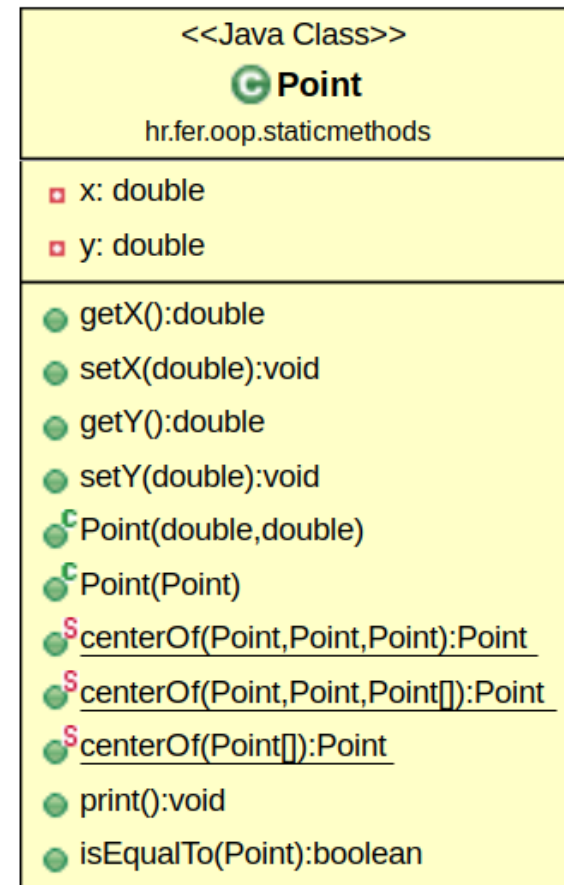 <<Java Class>>
C Point
hr.fer.oop.staticmethods
x: double
y: double
getX():double
setX(double):void
getY():double
setY(double):void
C Point(double,double)
C Point(Point)
S centerOf(Point,Point,Point):Point
S centerOf(Point,Point,Point[]):Point
S centerOf(Point[]):Point
print():void
isEqualTo(Point):boolean